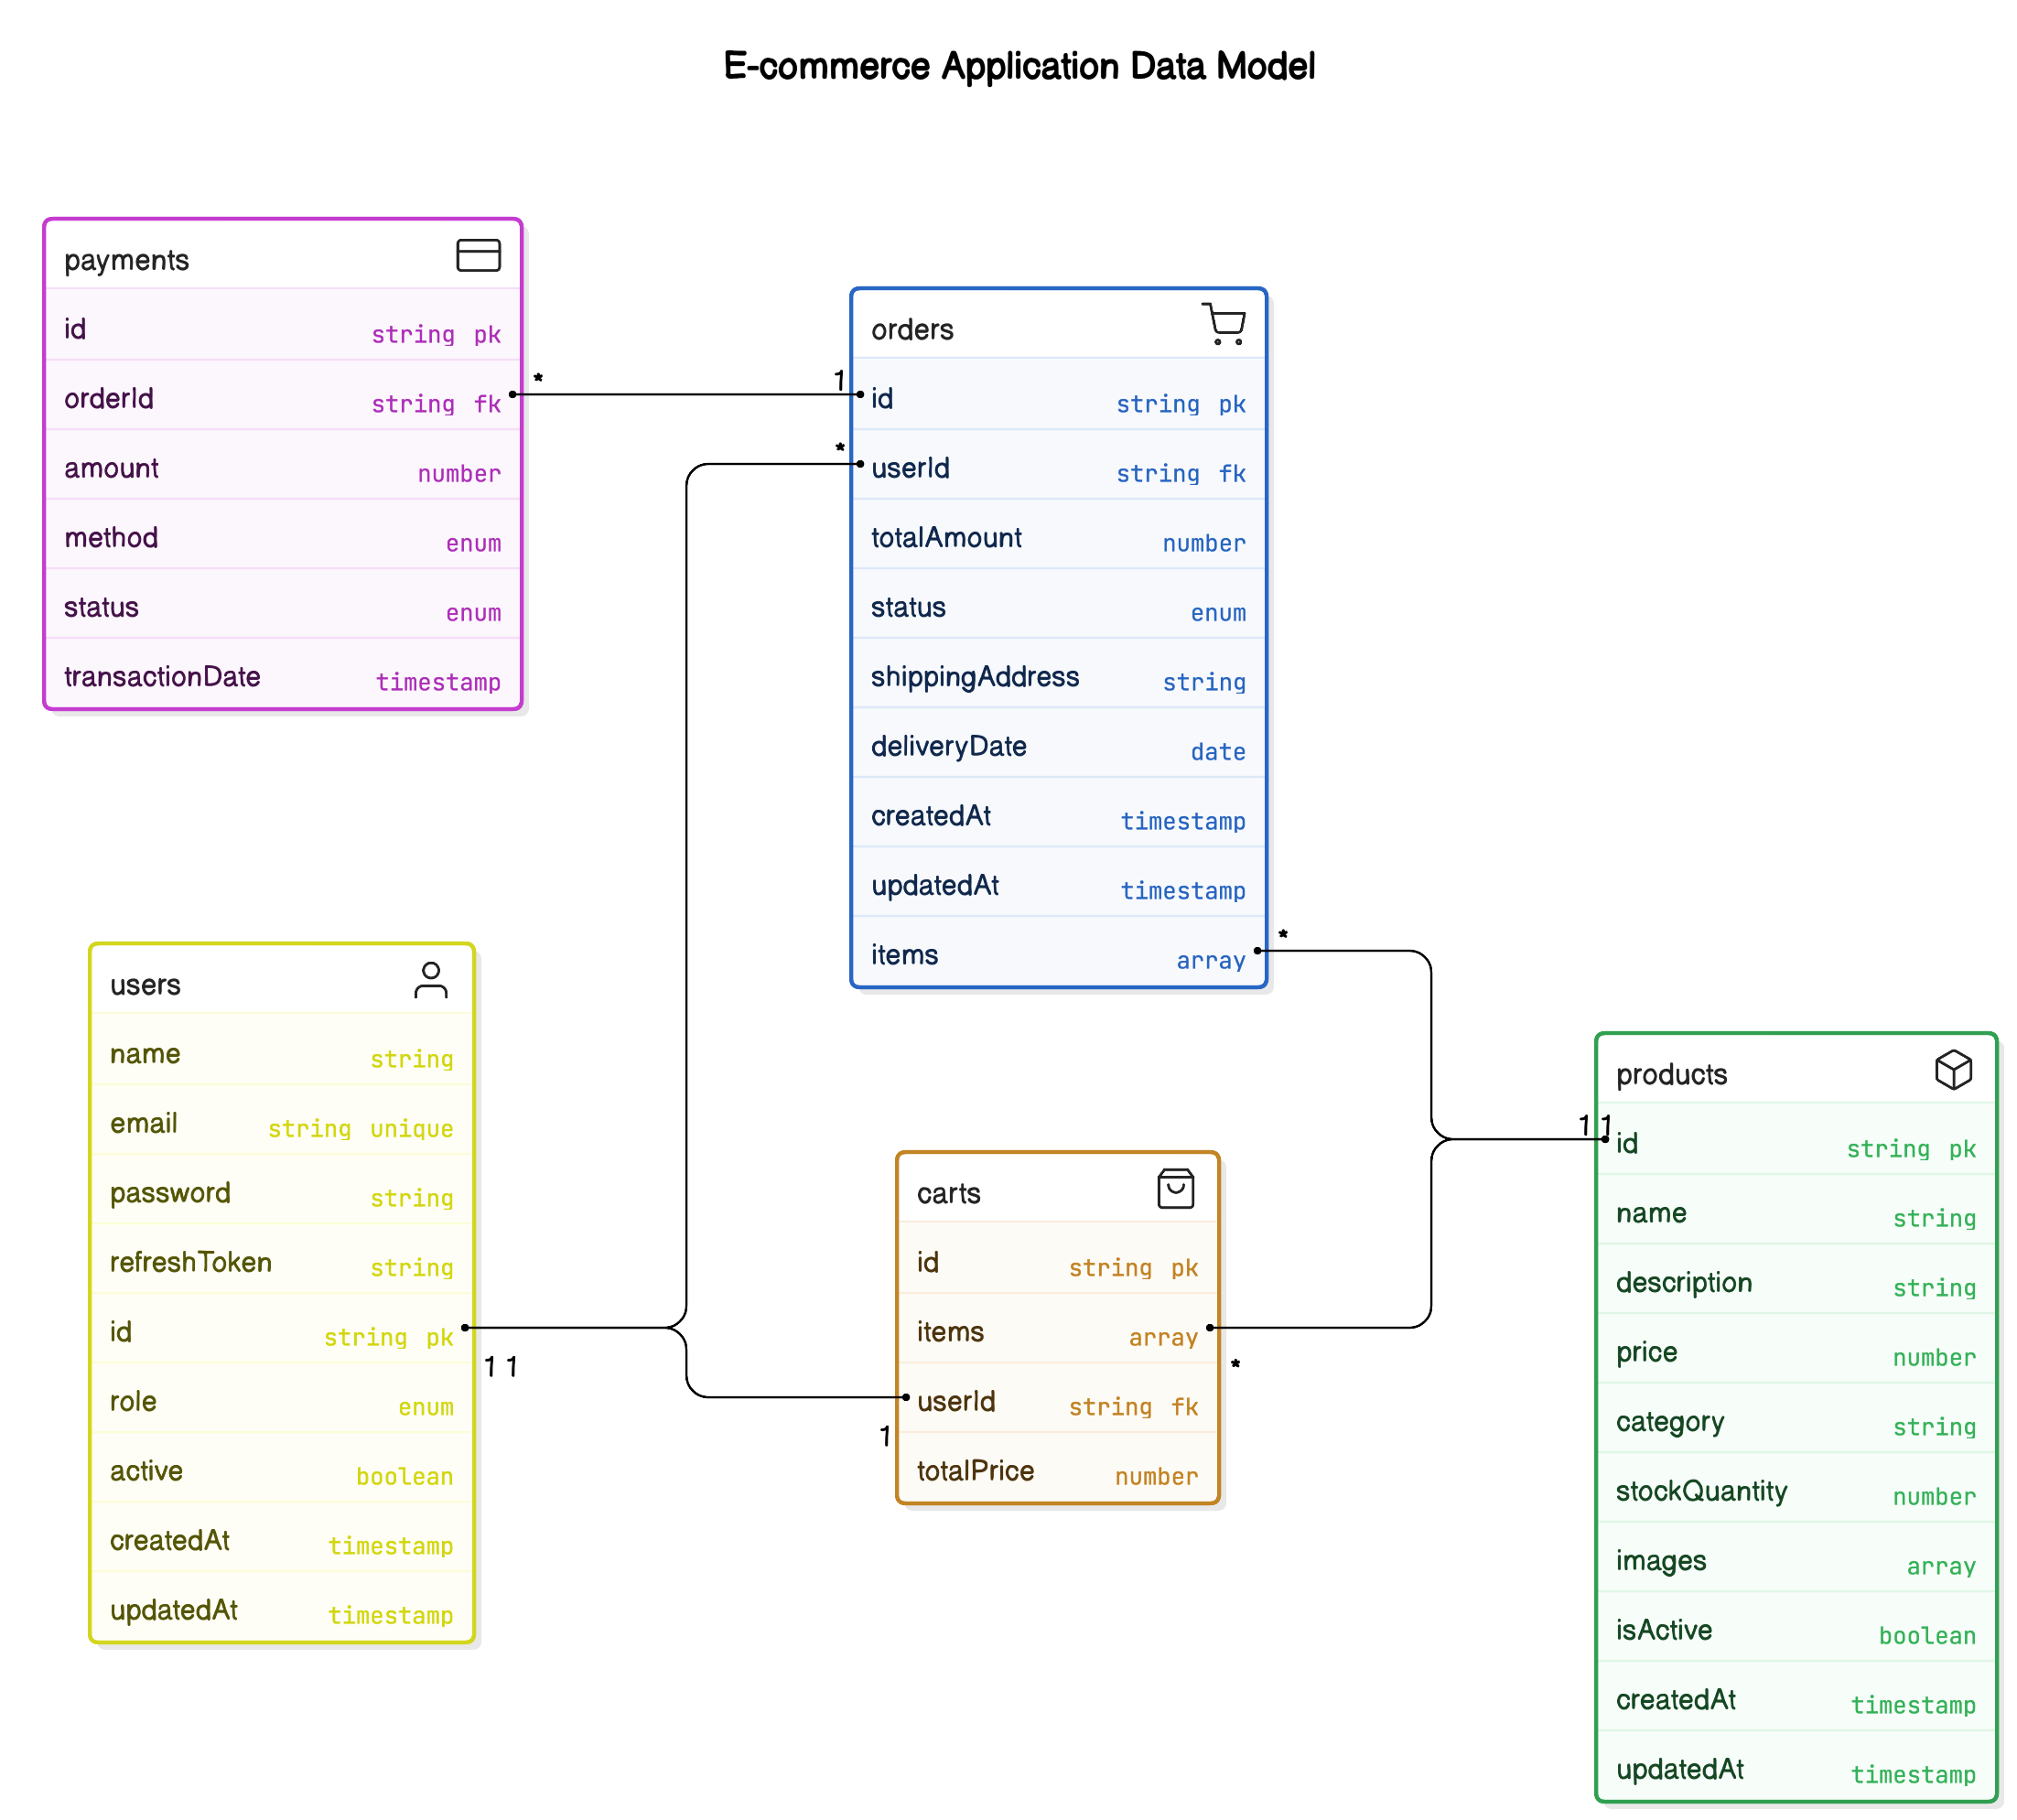 E-commerce Application Data Model
payments
id string pk
orderId string fk
amount number
method enum
status enum
transactionDate timestamp
* 1
*
orders
id string pk
userId string fk
totalAmount number
status enum
shippingAddress string
deliveryDate date
createdAt timestamp
updatedAt timestamp
items array
*
users
name string
email string unique
password string
refreshToken string
id string pk
role enum
active boolean
createdAt timestamp
updatedAt timestamp
1 1
1
carts
id string pk
items array
userId string fk
totalPrice number
*
1 1
products
id string pk
name string
description string
price number
category string
stockQuantity number
images array
isActive boolean
createdAt timestamp
updatedAt timestamp